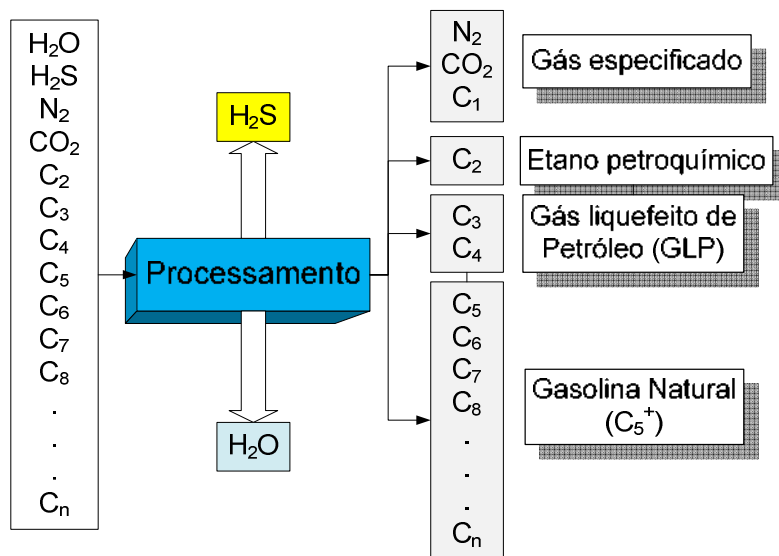 H₂O
H₂S
N₂
CO₂
C₂
C₃
C₄
C₅
C₆
C₇
C₈
.
.
.
Cₙ
H₂S
Processamento
H₂O
N₂
CO₂
C₁
Gás especificado
C₂
Etano petroquímico
C₃
C₄
Gás liquefeito de
Petróleo (GLP)
C₅
C₆
C₇
C₈
.
.
.
Cₙ
Gasolina Natural
(C₅⁺)